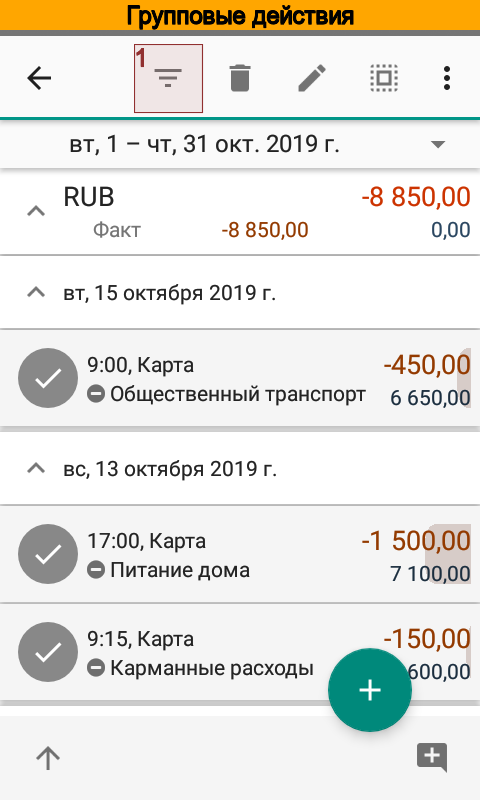 Групповые действия
1
вт, 1 – чт, 31 окт. 2019 г.
RUB -8 850,00
Факт -8 850,00 0,00
вт, 15 октября 2019 г.
9:00, Карта -450,00
Общественный транспорт 6 650,00
вс, 13 октября 2019 г.
17:00, Карта -1 500,00
Питание дома 7 100,00
9:15, Карта -150,00
Карманные расходы 600,00